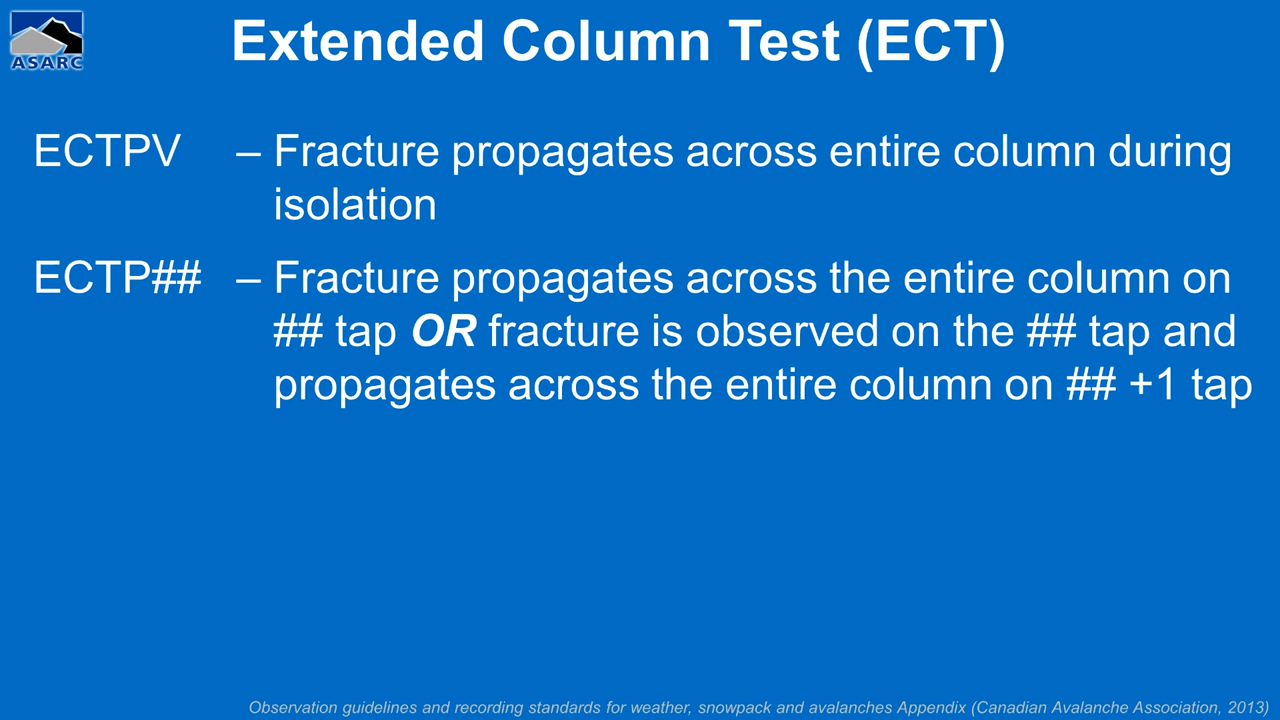 ASARC
Extended Column Test (ECT)
ECTPV – Fracture propagates across entire column during
isolation
ECTP## – Fracture propagates across the entire column on
## tap OR fracture is observed on the ## tap and
propagates across the entire column on ## +1 tap
Observation guidelines and recording standards for weather, snowpack and avalanches Appendix (Canadian Avalanche Association, 2013)